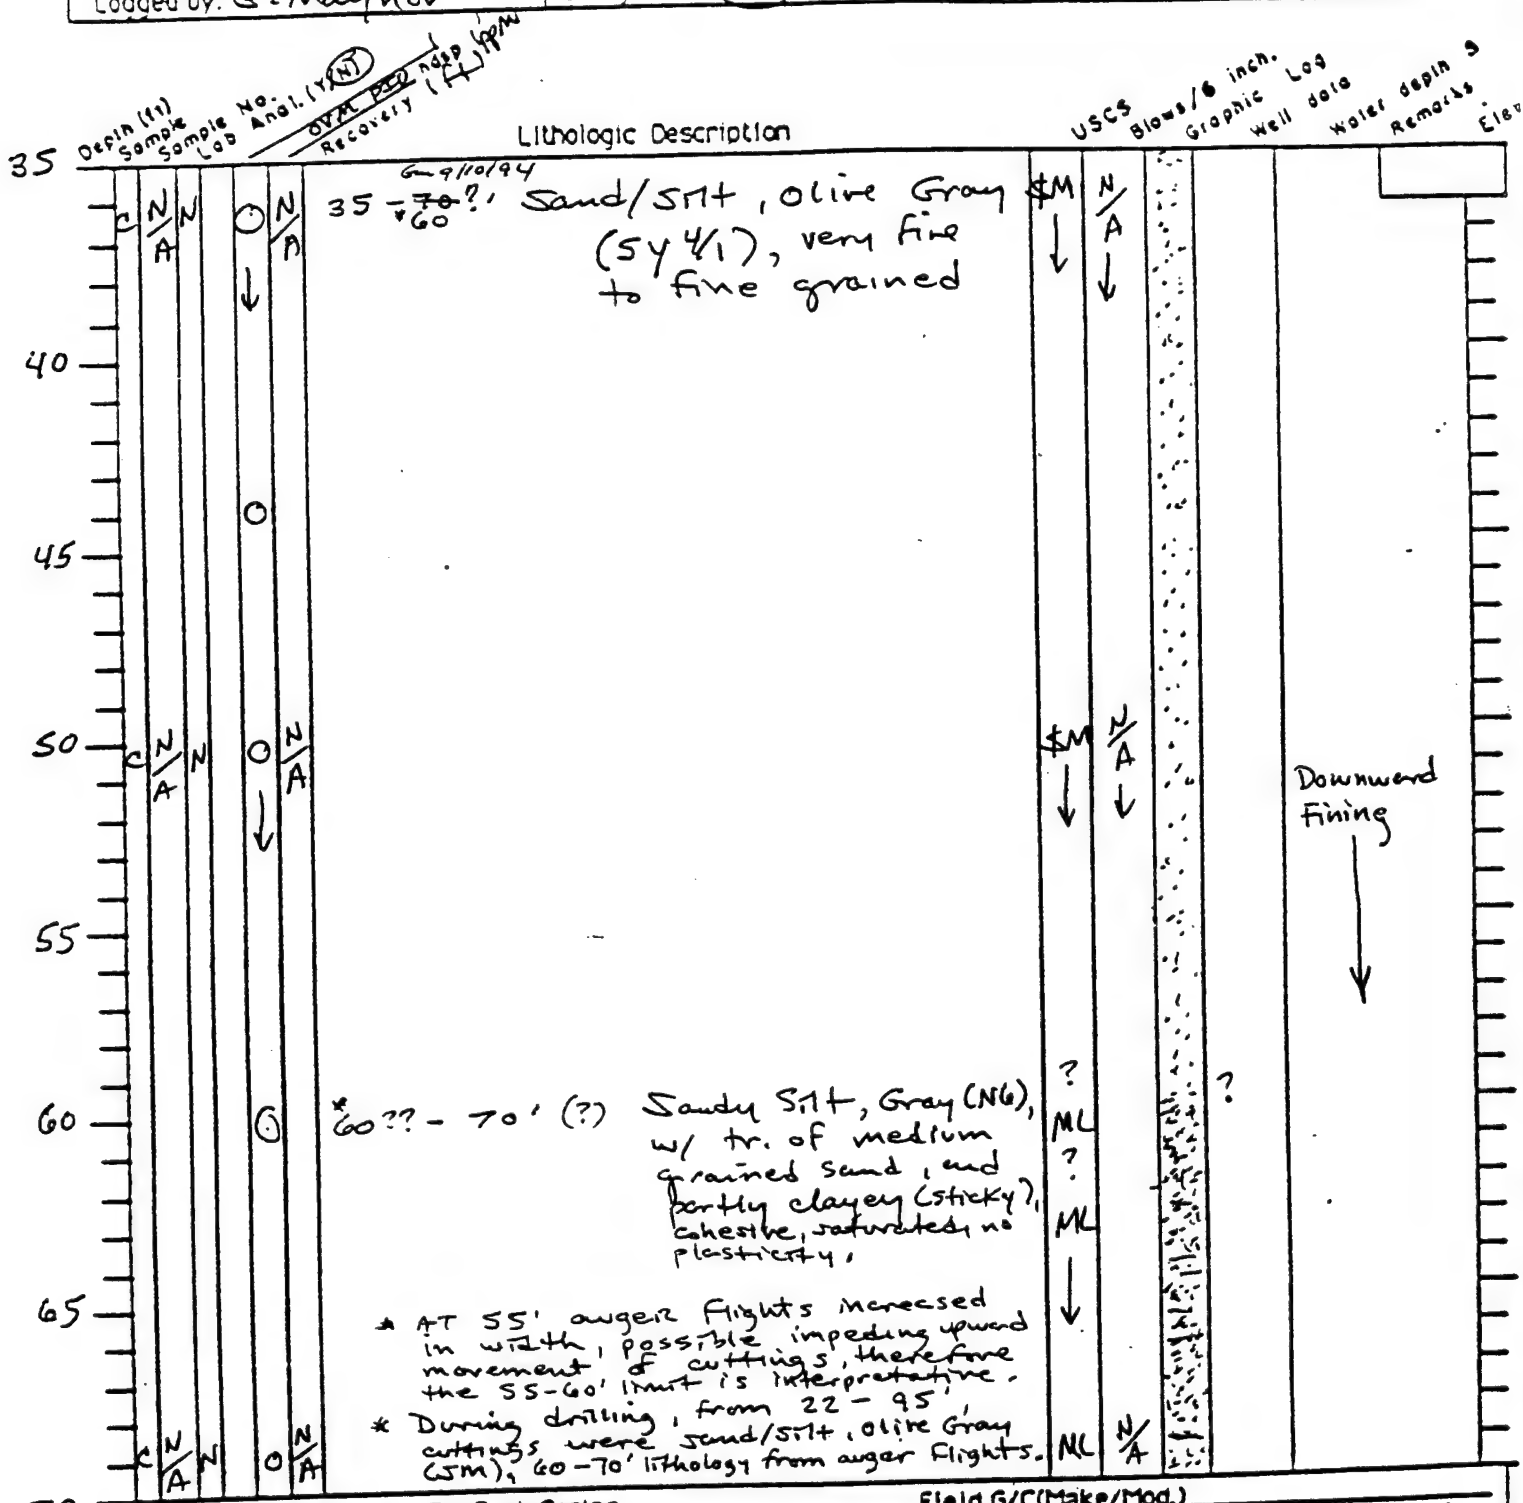 Logged by:
Depth (ft)
Sample
Sample No.
Lab Anal. (Y/N)
OVM PID ndsp ppm
Recovery (ft)
Lithologic Description
USCS
Blows/6 inch.
Graphic Log
Well data
Water depth
Remarks
Elev
35
9/10/94
C N/A N O N/A 35 - 70?' Sand/Silt, Olive Gray $M N/A
*60 (5Y 4/1), very fine
to fine grained
40
O
45
50 C N/A N O N/A $M N/A
Downward
Fining
55
?
?
60 O *60?? - 70' (?) Sandy Silt, Gray (N6), ML
w/ tr. of medium
grained sand, and ?
partly clayey (sticky),
cohesive, saturated, no ML
plasticity.
65
* AT 55' auger flights increased
in width, possible impeding upward
movement of cuttings, therefore
the 55-60' limit is interpretative.
* During drilling, from 22 - 95',
cuttings were sand/silt, Olive Gray
(SM), 60-70' lithology from auger flights.
C N/A N O N/A ML N/A
Field G/C(Make/Mod.)